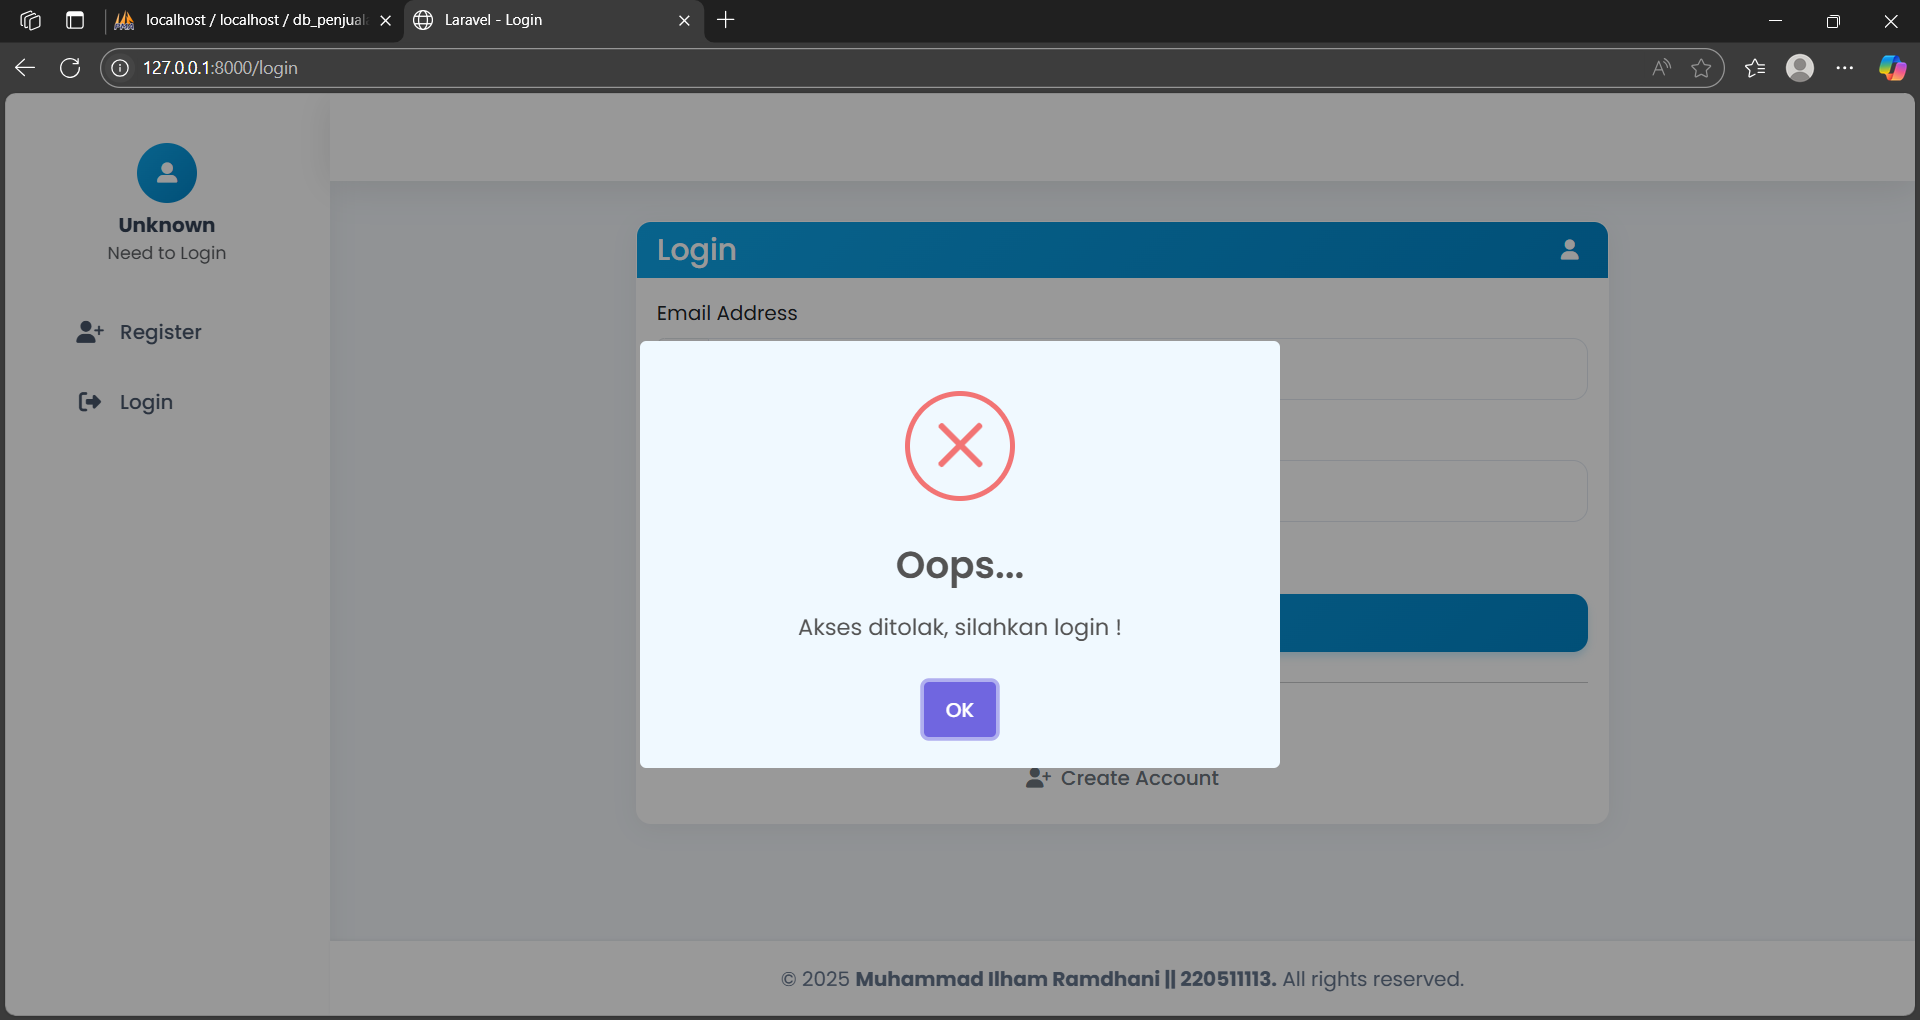 localhost / localhost / db_penjual
Laravel - Login
127.0.0.1:8000/login
Unknown
Need to Login
Register
Login
Login
Email Address
Oops...
Akses ditolak, silahkan login !
OK
Create Account
© 2025 Muhammad Ilham Ramdhani || 220511113. All rights reserved.